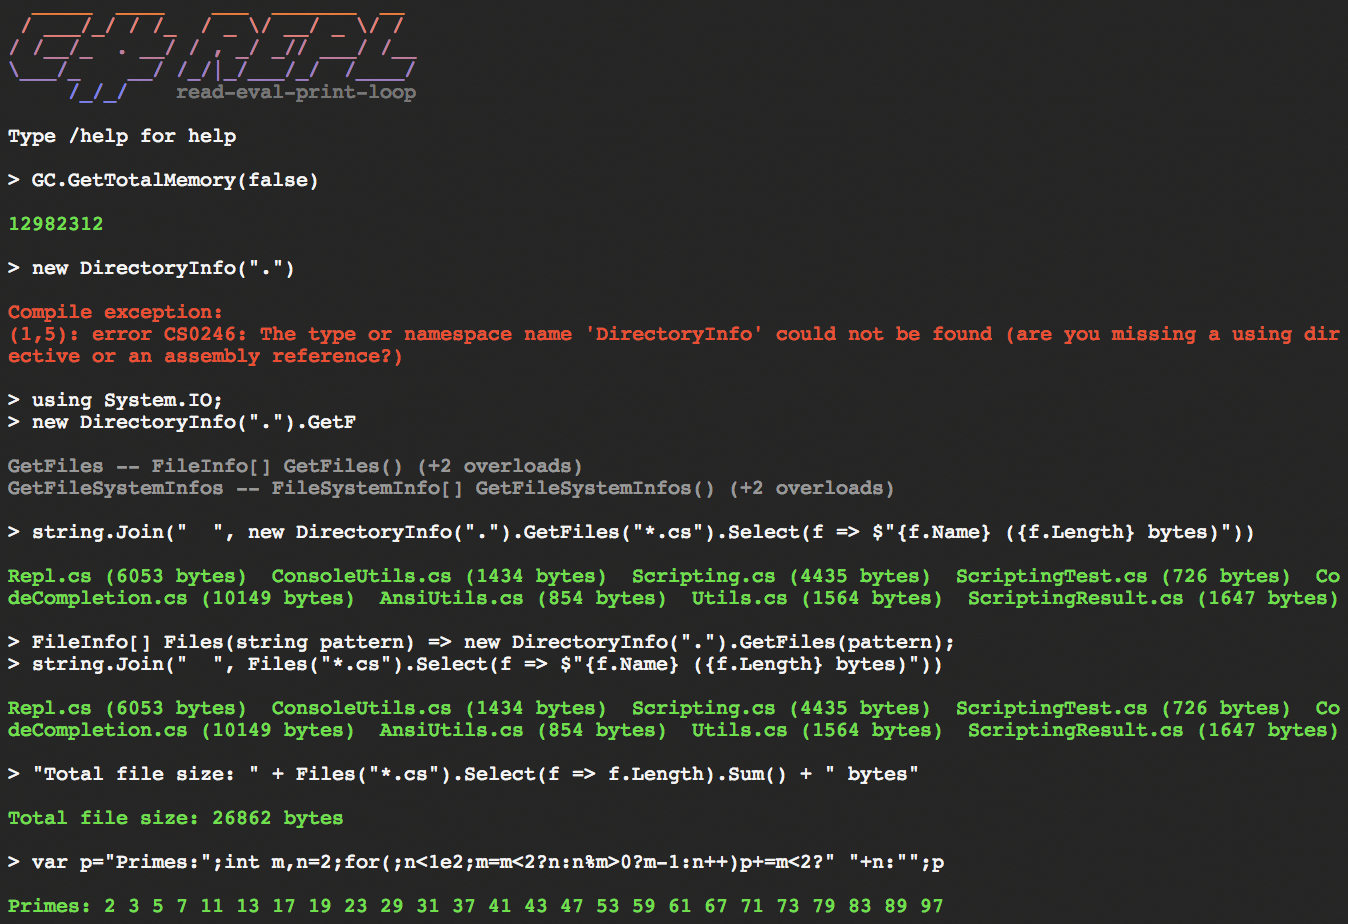 C# REPL
read-eval-print-loop
Type /help for help
> GC.GetTotalMemory(false)
12982312
> new DirectoryInfo(".")
Compile exception:
(1,5): error CS0246: The type or namespace name 'DirectoryInfo' could not be found (are you missing a using dir
ective or an assembly reference?)
> using System.IO;
> new DirectoryInfo(".").GetF
GetFiles -- FileInfo[] GetFiles() (+2 overloads)
GetFileSystemInfos -- FileSystemInfo[] GetFileSystemInfos() (+2 overloads)
> string.Join("  ", new DirectoryInfo(".").GetFiles("*.cs").Select(f => $"{f.Name} ({f.Length} bytes)"))
Repl.cs (6053 bytes)  ConsoleUtils.cs (1434 bytes)  Scripting.cs (4435 bytes)  ScriptingTest.cs (726 bytes)  Co
deCompletion.cs (10149 bytes)  AnsiUtils.cs (854 bytes)  Utils.cs (1564 bytes)  ScriptingResult.cs (1647 bytes)
> FileInfo[] Files(string pattern) => new DirectoryInfo(".").GetFiles(pattern);
> string.Join("  ", Files("*.cs").Select(f => $"{f.Name} ({f.Length} bytes)"))
Repl.cs (6053 bytes)  ConsoleUtils.cs (1434 bytes)  Scripting.cs (4435 bytes)  ScriptingTest.cs (726 bytes)  Co
deCompletion.cs (10149 bytes)  AnsiUtils.cs (854 bytes)  Utils.cs (1564 bytes)  ScriptingResult.cs (1647 bytes)
> "Total file size: " + Files("*.cs").Select(f => f.Length).Sum() + " bytes"
Total file size: 26862 bytes
> var p="Primes:";int m,n=2;for(;n<1e2;m=m<2?n:n%m>0?m-1:n++)p+=m<2?" "+n:"";p
Primes: 2 3 5 7 11 13 17 19 23 29 31 37 41 43 47 53 59 61 67 71 73 79 83 89 97